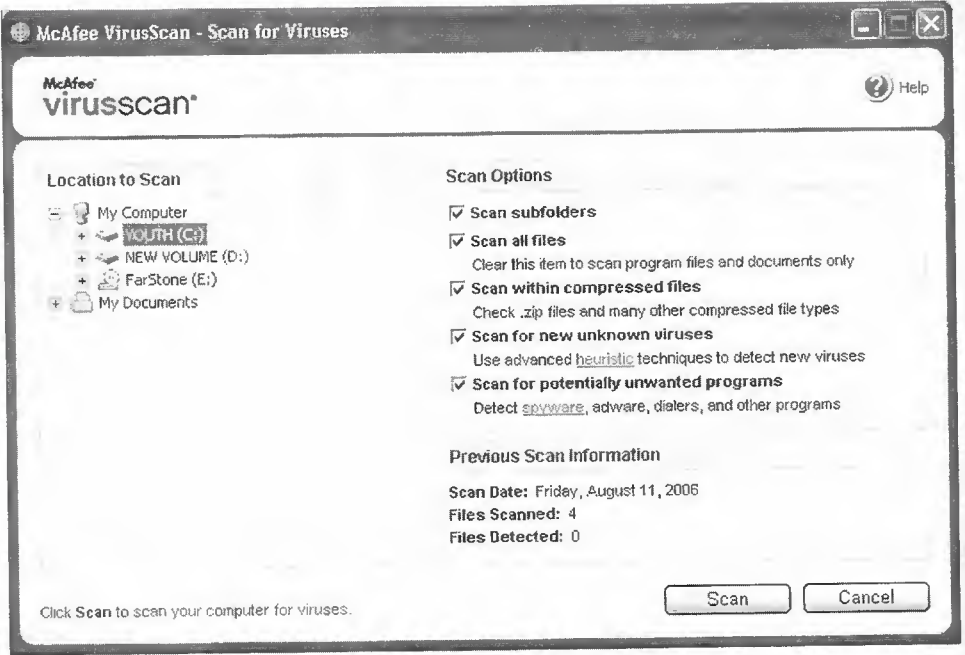 McAfee VirusScan - Scan for Viruses
McAfee
virusscan
Help
Location to Scan
My Computer
YOUTH (C:)
NEW VOLUME (D:)
FarStone (E:)
My Documents
Scan Options
Scan subfolders
Scan all files
Clear this item to scan program files and documents only
Scan within compressed files
Check .zip files and many other compressed file types
Scan for new unknown viruses
Use advanced heuristic techniques to detect new viruses
Scan for potentially unwanted programs
Detect spyware, adware, dialers, and other programs
Previous Scan Information
Scan Date: Friday, August 11, 2006
Files Scanned: 4
Files Detected: 0
Click Scan to scan your computer for viruses.
Scan
Cancel